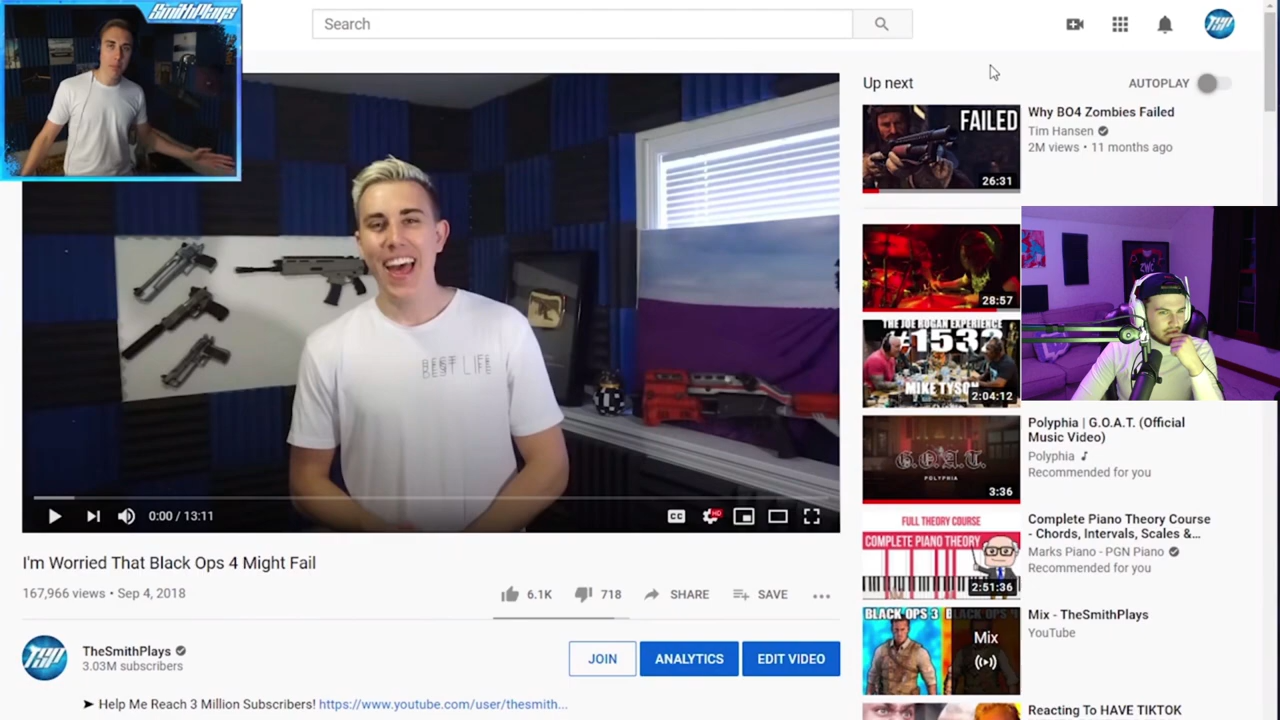 SmithPlays
Search
TSP
Up next
AUTOPLAY
FAILED
26:31
Why BO4 Zombies Failed
Tim Hansen
2M views • 11 months ago
BEST LIFE
28:57
ZWC
THE JOE ROGAN EXPERIENCE
#1532
MIKE TYSON
2:04:12
G.O.A.T.
POLYPHIA
3:36
Polyphia | G.O.A.T. (Official
Music Video)
Polyphia
Recommended for you
CC
HD
0:00 / 13:11
FULL THEORY COURSE
COMPLETE PIANO THEORY
2:51:36
Complete Piano Theory Course
- Chords, Intervals, Scales &...
Marks Piano - PGN Piano
Recommended for you
I'm Worried That Black Ops 4 Might Fail
167,966 views • Sep 4, 2018
6.1K
718
SHARE
SAVE
BLACK OPS 3
Mix
Mix - TheSmithPlays
YouTube
TSP
TheSmithPlays
3.03M subscribers
JOIN
ANALYTICS
EDIT VIDEO
➤ Help Me Reach 3 Million Subscribers! https://www.youtube.com/user/thesmith...
Reacting To HAVE TIKTOK